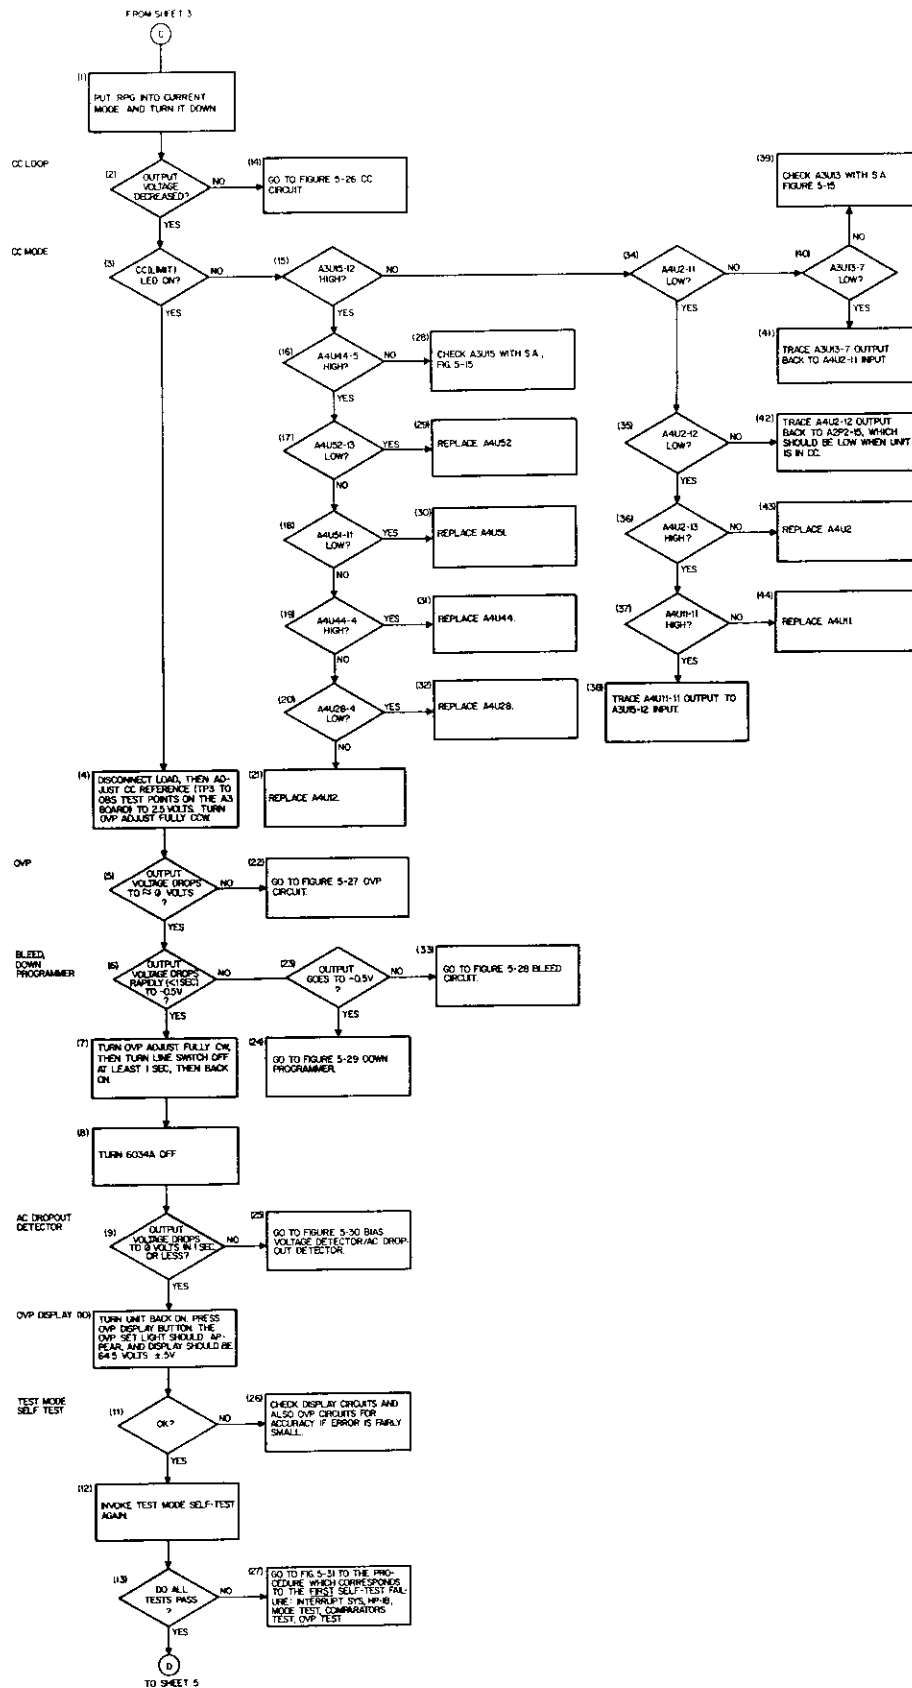 FROM SHEET 3
C
(1)
PUT RPG INTO CURRENT
MODE AND TURN IT DOWN
CC LOOP
(2)
OUTPUT
VOLTAGE
DECREASED?
NO
YES
(14)
GO TO FIGURE 5-26 CC
CIRCUIT
CC MODE
(3)
CC(LIMIT)
LED ON?
NO
YES
(15)
A3U15-12
HIGH?
NO
YES
(34)
A4U2-11
LOW?
NO
YES
(40)
A3U13-7
LOW?
NO
YES
(39)
CHECK A3U13 WITH S.A.
FIGURE 5-15
(41)
TRACE A3U13-7 OUTPUT
BACK TO A4U2-11 INPUT
(16)
A4U44-5
HIGH?
NO
YES
(28)
CHECK A3U15 WITH S.A.,
FIG. 5-15
(17)
A4U52-13
LOW?
YES
NO
(29)
REPLACE A4U52
(35)
A4U2-12
LOW?
NO
YES
(42)
TRACE A4U2-12 OUTPUT
BACK TO A2P2-15, WHICH
SHOULD BE LOW WHEN UNIT
IS IN CC.
(18)
A4U51-11
LOW?
YES
NO
(30)
REPLACE A4U51.
(36)
A4U2-13
HIGH?
NO
YES
(43)
REPLACE A4U2
(19)
A4U44-4
HIGH?
YES
NO
(31)
REPLACE A4U44.
(37)
A4U11-11
HIGH?
NO
YES
(44)
REPLACE A4U11.
(20)
A4U28-4
LOW?
YES
NO
(32)
REPLACE A4U28.
(38)
TRACE A4U11-11 OUTPUT TO
A3U15-12 INPUT.
(4)
DISCONNECT LOAD, THEN AD-
JUST CC REFERENCE (TP3 TO
OBS TEST POINTS ON THE A3
BOARD) TO 2.5 VOLTS. TURN
OVP ADJUST FULLY CCW.
(21)
REPLACE A4U12.
OVP
(5)
OUTPUT
VOLTAGE DROPS
TO ≈ 0 VOLTS
?
NO
YES
(22)
GO TO FIGURE 5-27 OVP
CIRCUIT.
BLEED,
DOWN
PROGRAMMER
(6)
OUTPUT
VOLTAGE DROPS
RAPIDLY (<1SEC)
TO -0.5V
?
NO
YES
(23)
OUTPUT
GOES TO -0.5V
?
NO
YES
(33)
GO TO FIGURE 5-28 BLEED
CIRCUIT.
(7)
TURN OVP ADJUST FULLY CW,
THEN TURN LINE SWITCH OFF
AT LEAST 1 SEC, THEN BACK
ON.
(24)
GO TO FIGURE 5-29 DOWN
PROGRAMMER.
(8)
TURN 6034A OFF
AC DROPOUT
DETECTOR
(9)
OUTPUT
VOLTAGE DROPS
TO 0 VOLTS IN 1 SEC
OR LESS?
NO
YES
(25)
GO TO FIGURE 5-30 BIAS
VOLTAGE DETECTOR/AC DROP-
OUT DETECTOR.
OVP DISPLAY (10)
TURN UNIT BACK ON. PRESS
OVP DISPLAY BUTTON. THE
OVP SET LIGHT SHOULD AP-
PEAR, AND DISPLAY SHOULD BE
64.5 VOLTS ±.5V
TEST MODE
SELF TEST
(11)
OK?
NO
YES
(26)
CHECK DISPLAY CIRCUITS AND
ALSO OVP CIRCUITS FOR
ACCURACY IF ERROR IS FAIRLY
SMALL.
(12)
INVOKE TEST MODE SELF-TEST
AGAIN.
(13)
DO ALL
TESTS PASS
?
NO
YES
(27)
GO TO FIG. 5-31 TO THE PRO-
CEDURE WHICH CORRESPONDS
TO THE FIRST SELF-TEST FAIL-
URE: INTERRUPT SYS, HP-IB,
MODE TEST, COMPARATORS
TEST, OVP TEST
D
TO SHEET 5